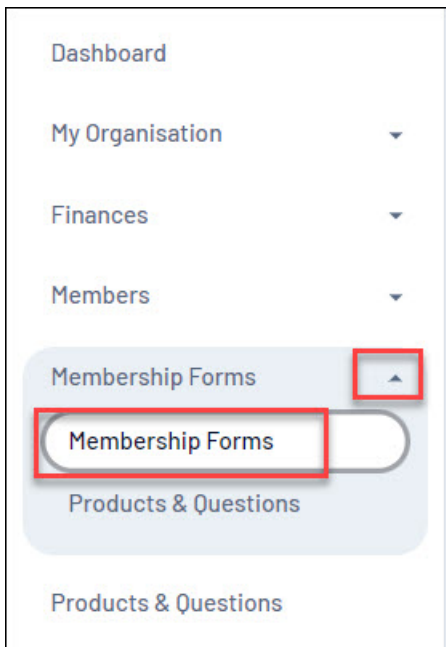 Dashboard
My Organisation
Finances
Members
Membership Forms
Membership Forms
Products & Questions
Products & Questions